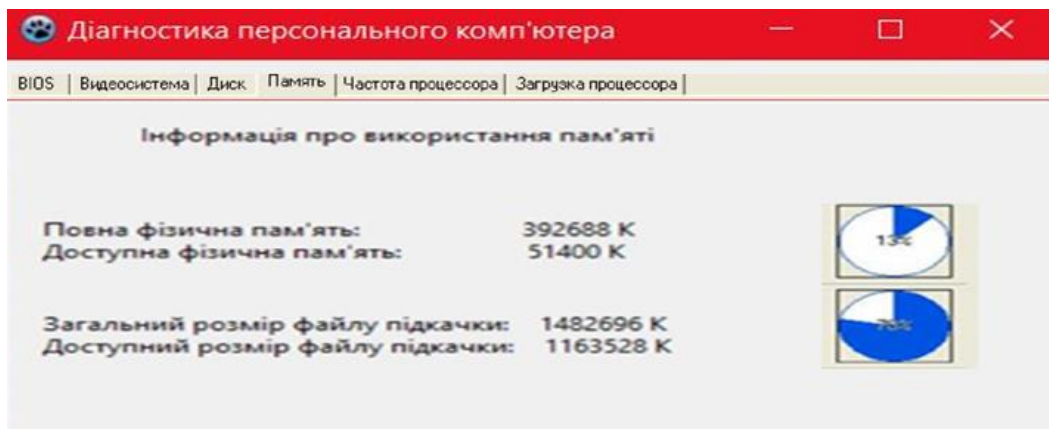 Діагностика персонального комп'ютера
BIOS Видеосистема Диск Память Частота процессора Загрузка процессора
Інформація про використання пам'яті
Повна фізична пам'ять: 392688 K
13%
Доступна фізична пам'ять: 51400 K
Загальний розмір файлу підкачки: 1482696 K
78%
Доступний розмір файлу підкачки: 1163528 K